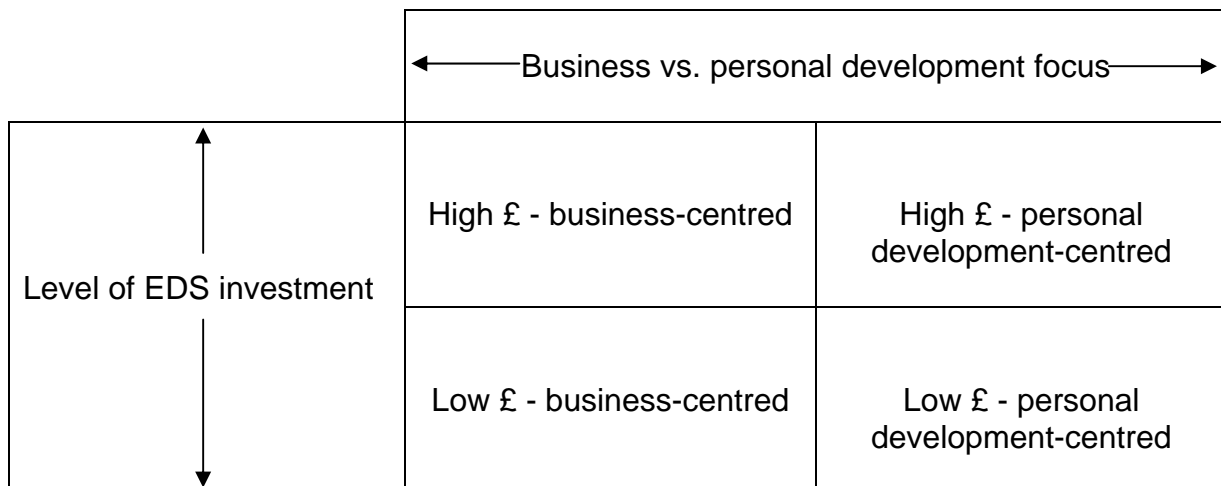 Business vs. personal development focus
High £ - business-centred
High £ - personal
development-centred
Level of EDS investment
Low £ - business-centred
Low £ - personal
development-centred